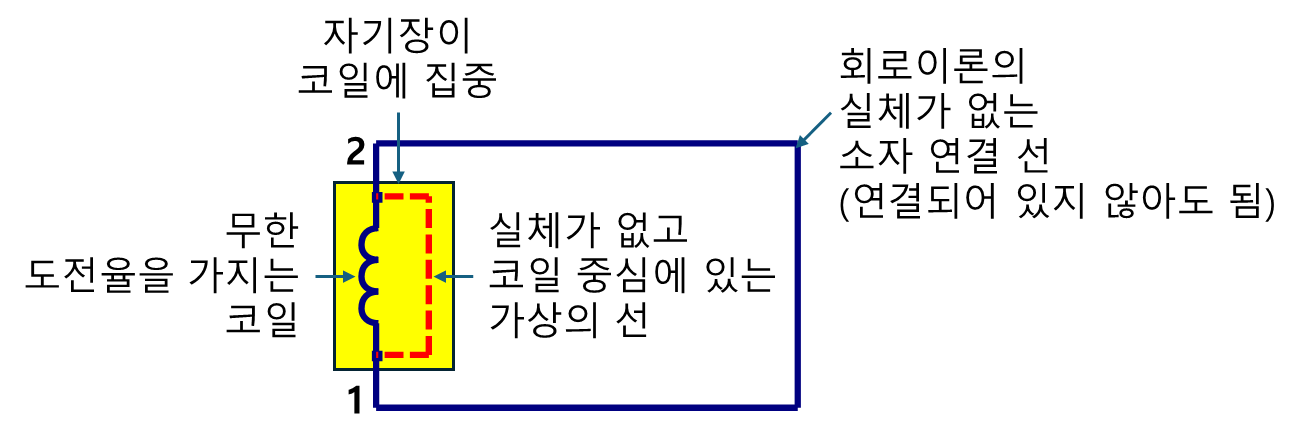 자기장이
코일에 집중
회로이론의
실체가 없는
소자 연결 선
(연결되어 있지 않아도 됨)
2
무한
도전율을 가지는
코일
실체가 없고
코일 중심에 있는
가상의 선
1